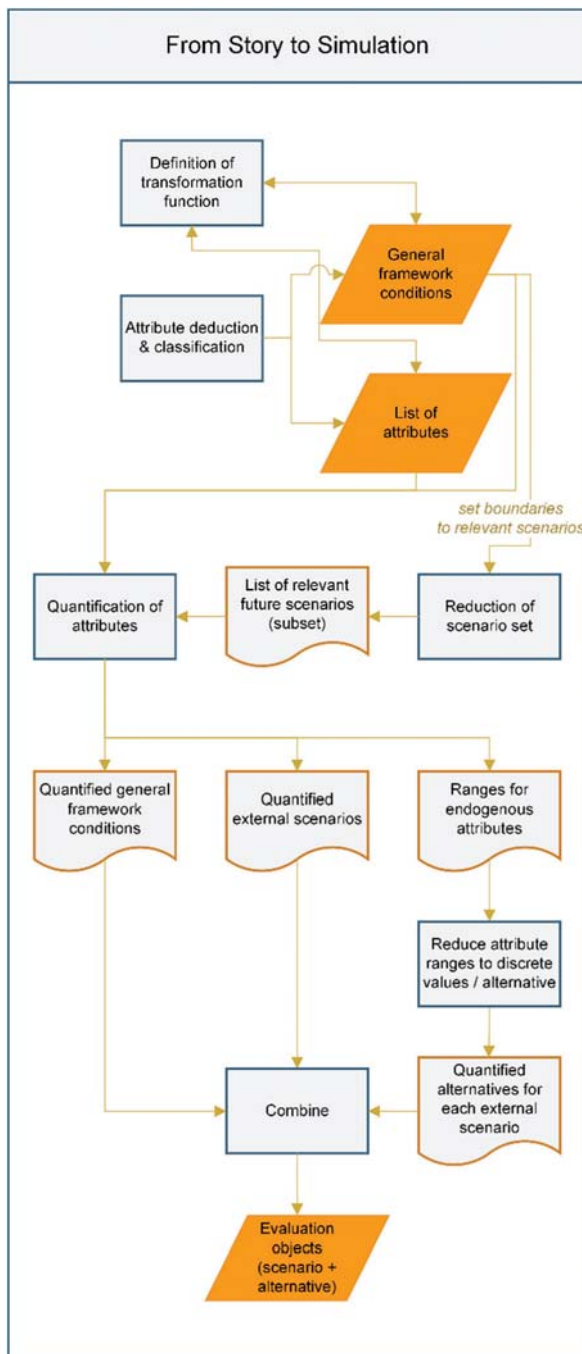 From Story to Simulation
Definition of
transformation
function
General
framework
conditions
Attribute deduction
& classification
List of
attributes
set boundaries
to relevant scenarios
Quantification of
attributes
List of relevant
future scenarios
(subset)
Reduction of
scenario set
Quantified general
framework
conditions
Quantified
external scenarios
Ranges for
endogenous
attributes
Reduce attribute
ranges to discrete
values / alternative
Combine
Quantified
alternatives for
each external
scenario
Evaluation
objects
(scenario +
alternative)